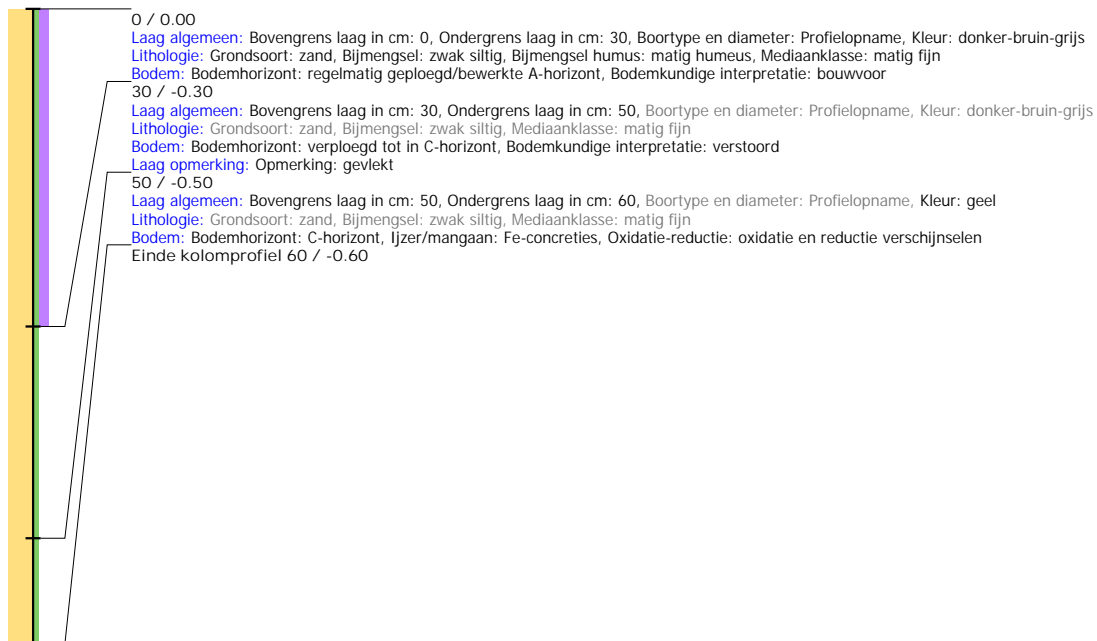 0 / 0.00
Laag algemeen: Bovengrens laag in cm: 0, Ondergrens laag in cm: 30, Boortype en diameter: Profielopname, Kleur: donker-bruin-grijs
Lithologie: Grondsoort: zand, Bijmengsel: zwak siltig, Bijmengsel humus: matig humeus, Mediaanklasse: matig fijn
Bodem: Bodemhorizont: regelmatig geploegd/bewerkte A-horizont, Bodemkundige interpretatie: bouwvoor
30 / -0.30
Laag algemeen: Bovengrens laag in cm: 30, Ondergrens laag in cm: 50, Boortype en diameter: Profielopname, Kleur: donker-bruin-grijs
Lithologie: Grondsoort: zand, Bijmengsel: zwak siltig, Mediaanklasse: matig fijn
Bodem: Bodemhorizont: verploegd tot in C-horizont, Bodemkundige interpretatie: verstoord
Laag opmerking: Opmerking: gevlekt
50 / -0.50
Laag algemeen: Bovengrens laag in cm: 50, Ondergrens laag in cm: 60, Boortype en diameter: Profielopname, Kleur: geel
Lithologie: Grondsoort: zand, Bijmengsel: zwak siltig, Mediaanklasse: matig fijn
Bodem: Bodemhorizont: C-horizont, Ijzer/mangaan: Fe-concreties, Oxidatie-reductie: oxidatie en reductie verschijnselen
Einde kolomprofiel 60 / -0.60